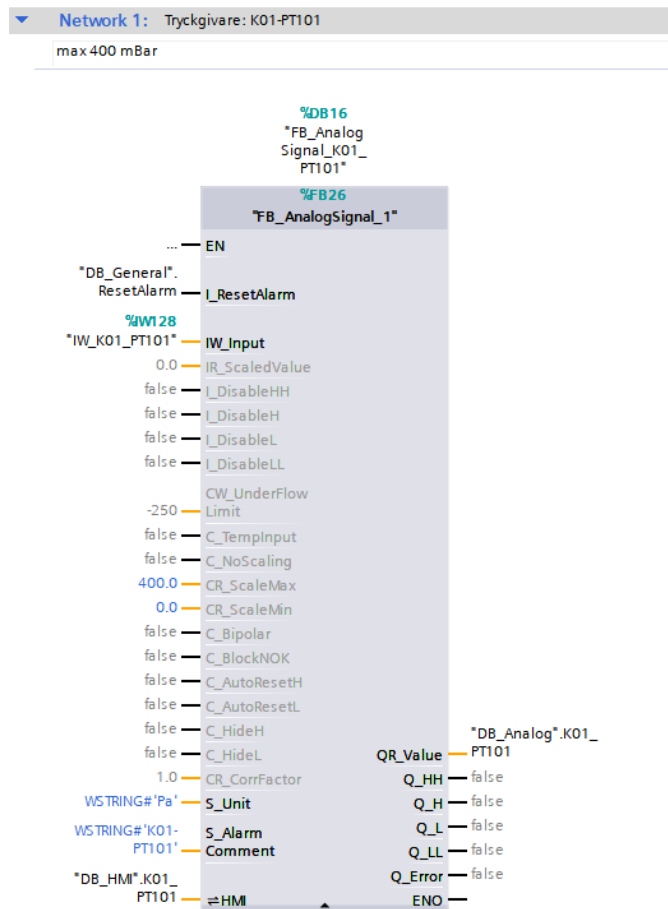 Network 1: Tryckgivare: K01-PT101
max 400 mBar
%DB16
"FB_Analog
Signal_K01_
PT101"
%FB26
"FB_AnalogSignal_1"
... EN
"DB_General".
ResetAlarm I_ResetAlarm
%IW128
"IW_K01_PT101" IW_Input
0.0 IR_ScaledValue
false I_DisableHH
false I_DisableH
false I_DisableL
false I_DisableLL
CW_UnderFlow
-250 Limit
false C_TempInput
false C_NoScaling
400.0 CR_ScaleMax
0.0 CR_ScaleMin
false C_Bipolar
false C_BlockNOK
false C_AutoResetH
false C_AutoResetL
false C_HideH
"DB_Analog".K01_
false C_HideL QR_Value PT101
1.0 CR_CorrFactor Q_HH false
WSTRING#'Pa' S_Unit Q_H false
WSTRING#'K01- S_Alarm Q_L false
PT101' Comment Q_LL false
"DB_HMI".K01_ Q_Error false
PT101 ⇌HMI ENO